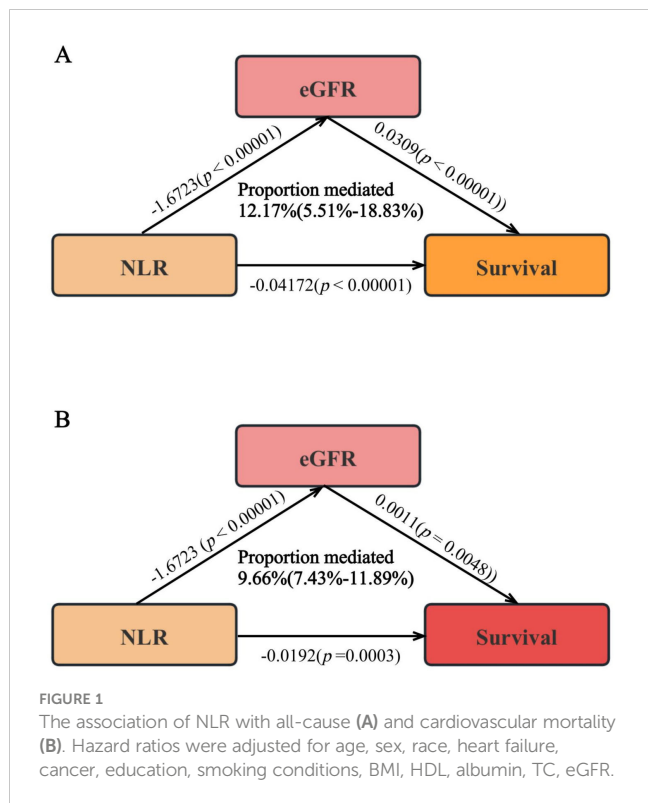 A
eGFR
-1.6723(p < 0.00001)
0.0309(p < 0.00001))
Proportion mediated
12.17%(5.51%-18.83%)
NLR
Survival
-0.04172(p < 0.00001)
B
eGFR
-1.6723 (p < 0.00001)
0.0011(p = 0.0048))
Proportion mediated
9.66%(7.43%-11.89%)
NLR
Survival
-0.0192(p =0.0003)
FIGURE 1
The association of NLR with all-cause (A) and cardiovascular mortality
(B). Hazard ratios were adjusted for age, sex, race, heart failure,
cancer, education, smoking conditions, BMI, HDL, albumin, TC, eGFR.